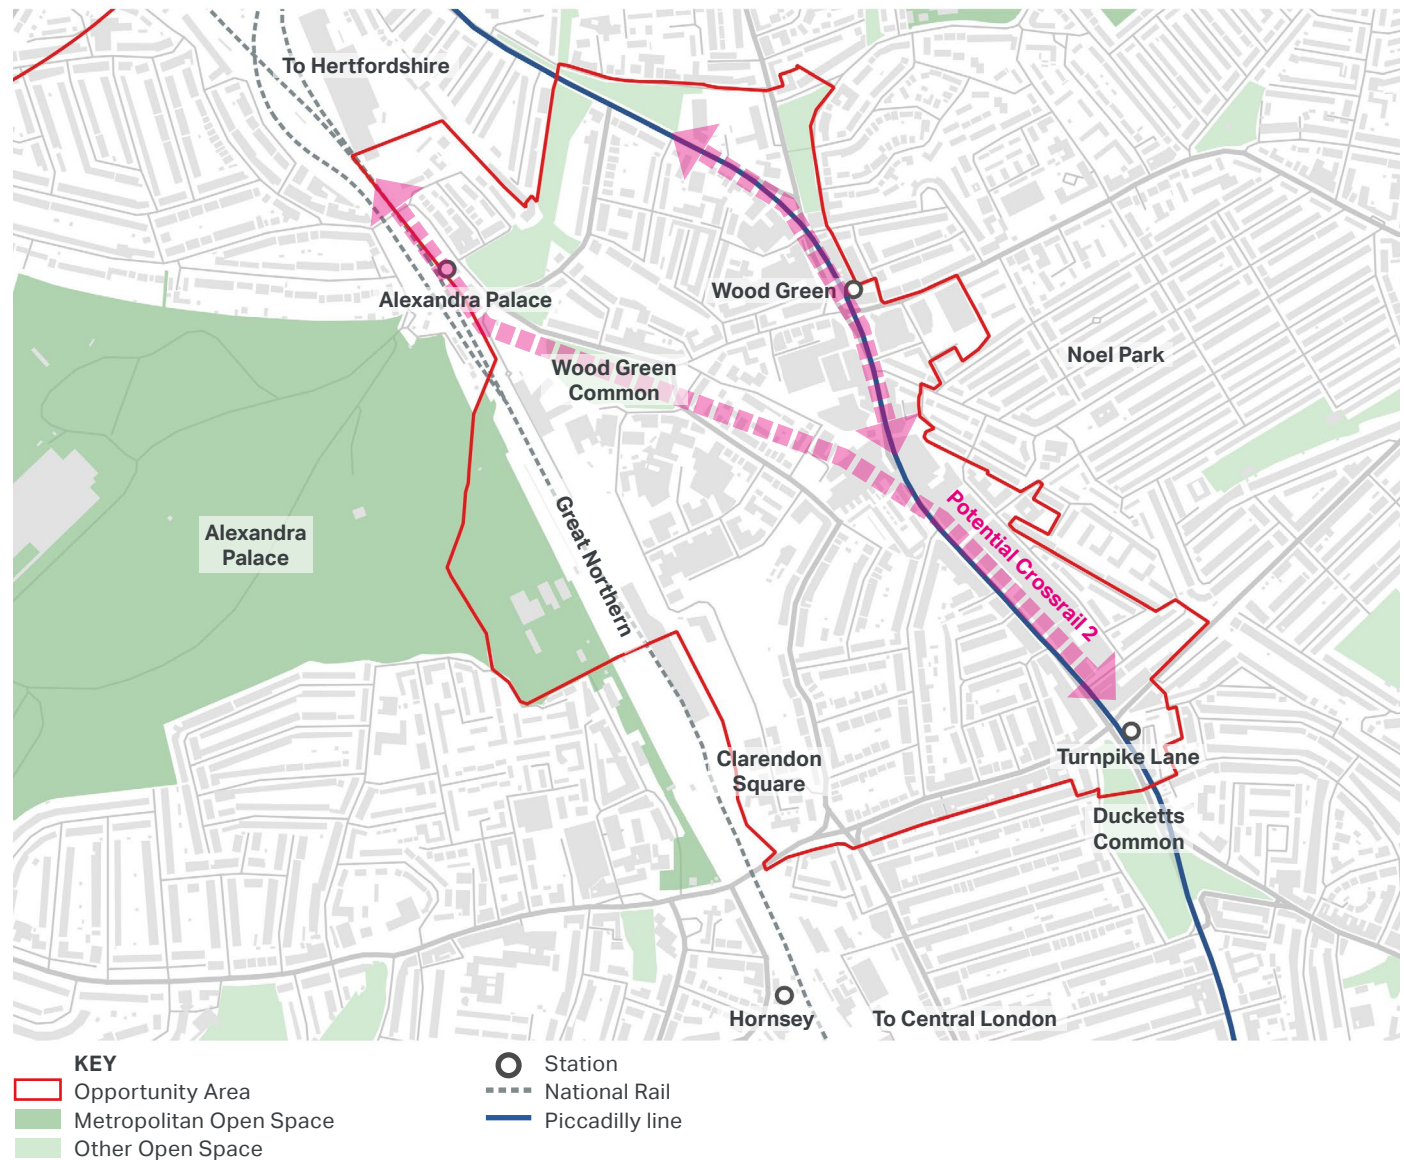 To Hertfordshire
Alexandra Palace
Wood Green
Noel Park
Wood Green
Common
Alexandra
Palace
Great Northern
Potential Crossrail 2
Clarendon
Square
Turnpike Lane
Ducketts
Common
Hornsey
To Central London
KEY
Opportunity Area
Metropolitan Open Space
Other Open Space
Station
National Rail
Piccadilly line